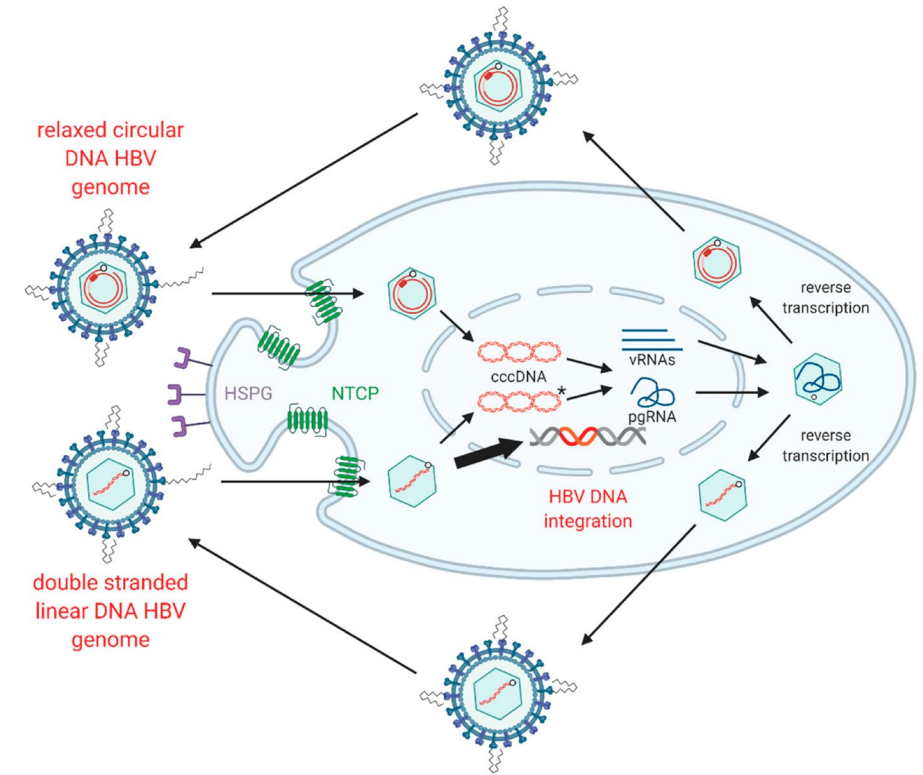 relaxed circular
DNA HBV
genome
reverse
transcription
vRNAs
cccDNA
*
HSPG
NTCP
pgRNA
reverse
transcription
HBV DNA
integration
double stranded
linear DNA HBV
genome